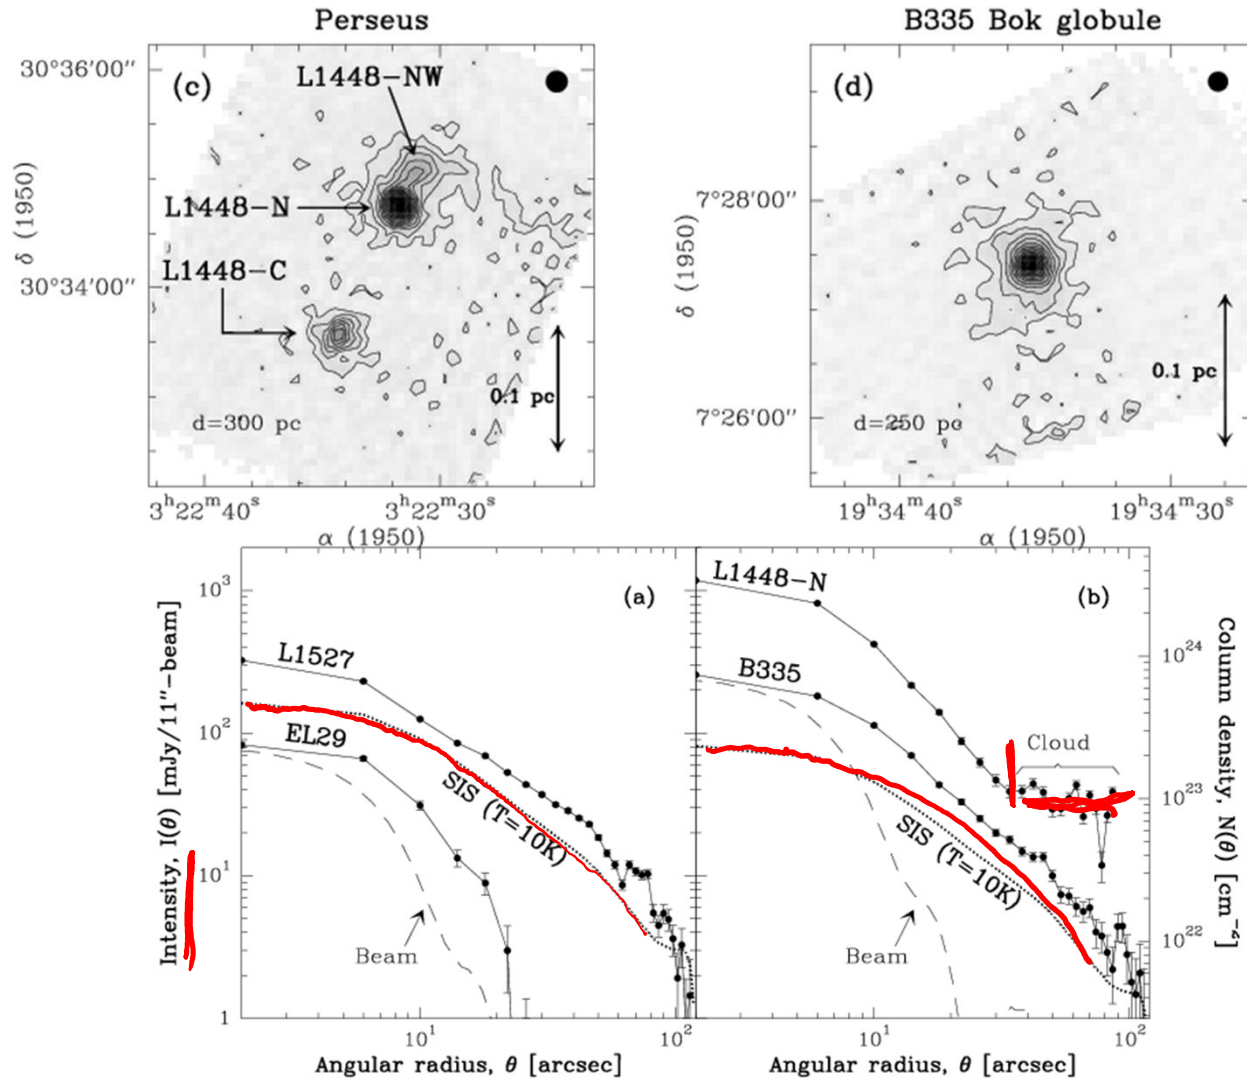 Perseus
B335 Bok globule
30°36′00″
(c)
L1448-NW
L1448-N
L1448-C
30°34′00″
δ (1950)
0.1 pc
d=300 pc
3ʰ22ᵐ40ˢ
3ʰ22ᵐ30ˢ
α (1950)
(d)
7°28′00″
δ (1950)
0.1 pc
7°26′00″
d=250 pc
19ʰ34ᵐ40ˢ
19ʰ34ᵐ30ˢ
α (1950)
Intensity, I(θ) [mJy/11″-beam]
10³
10²
10¹
1
(a)
L1527
EL29
SIS (T=10K)
Beam
10¹
10²
Angular radius, θ [arcsec]
(b)
L1448-N
B335
Cloud
SIS (T=10K)
Beam
10¹
10²
Angular radius, θ [arcsec]
10²⁴
10²³
10²²
Column density, N(θ) [cm⁻²]